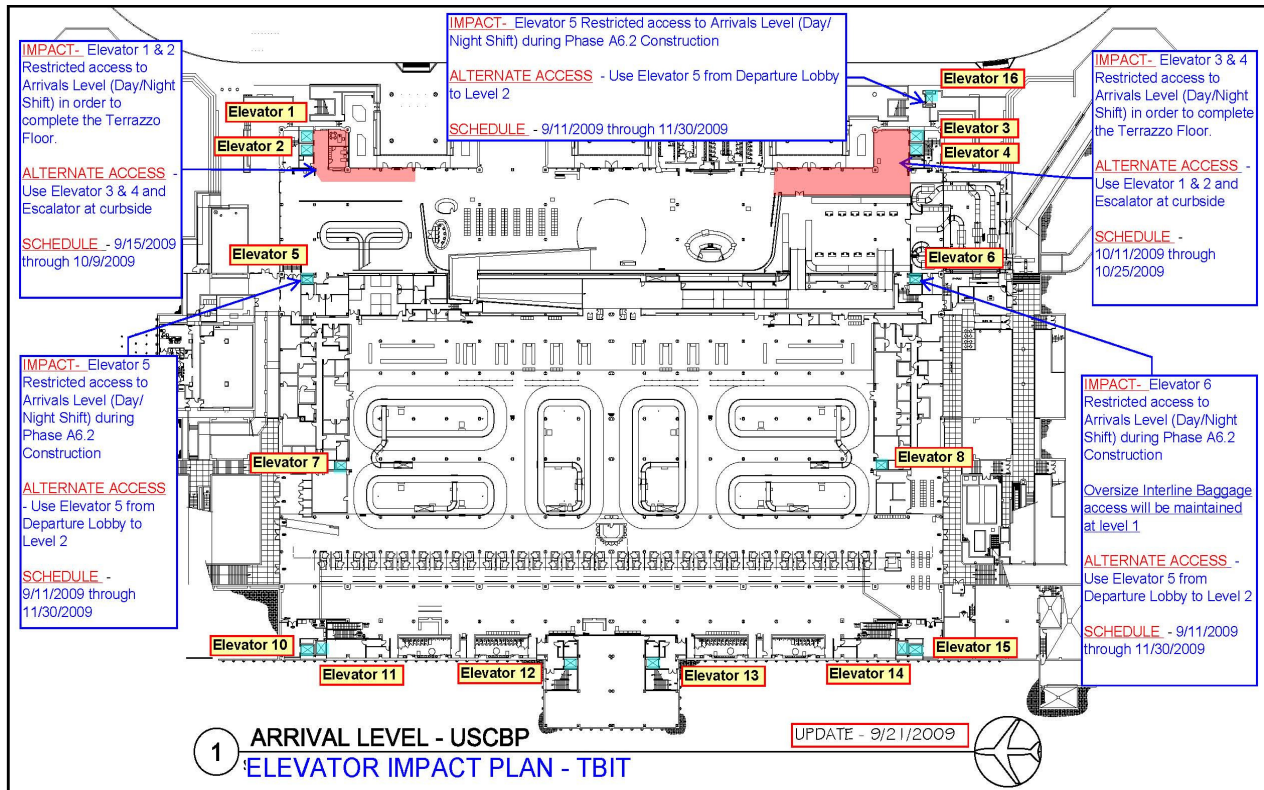 IMPACT- Elevator 1 & 2
Restricted access to
Arrivals Level (Day/Night
Shift) in order to
complete the Terrazzo
Floor.
ALTERNATE ACCESS -
Use Elevator 3 & 4 and
Escalator at curbside
SCHEDULE - 9/15/2009
through 10/9/2009
IMPACT- Elevator 5 Restricted access to Arrivals Level (Day/
Night Shift) during Phase A6.2 Construction
ALTERNATE ACCESS - Use Elevator 5 from Departure Lobby
to Level 2
SCHEDULE - 9/11/2009 through 11/30/2009
IMPACT- Elevator 3 & 4
Restricted access to
Arrivals Level (Day/Night
Shift) in order to complete
the Terrazzo Floor.
ALTERNATE ACCESS -
Use Elevator 1 & 2 and
Escalator at curbside
SCHEDULE -
10/11/2009 through
10/25/2009
Elevator 16
Elevator 1
Elevator 2
Elevator 3
Elevator 4
Elevator 5
Elevator 6
IMPACT- Elevator 5
Restricted access to
Arrivals Level (Day/
Night Shift) during
Phase A6.2
Construction
ALTERNATE ACCESS
- Use Elevator 5 from
Departure Lobby to
Level 2
SCHEDULE -
9/11/2009 through
11/30/2009
IMPACT- Elevator 6
Restricted access to
Arrivals Level (Day/Night
Shift) during Phase A6.2
Construction
Oversize Interline Baggage
access will be maintained
at level 1
ALTERNATE ACCESS -
Use Elevator 5 from
Departure Lobby to Level 2
SCHEDULE - 9/11/2009
through 11/30/2009
Elevator 7
Elevator 8
Elevator 10
Elevator 11
Elevator 12
Elevator 13
Elevator 14
Elevator 15
1
ARRIVAL LEVEL - USCBP
ELEVATOR IMPACT PLAN - TBIT
UPDATE - 9/21/2009